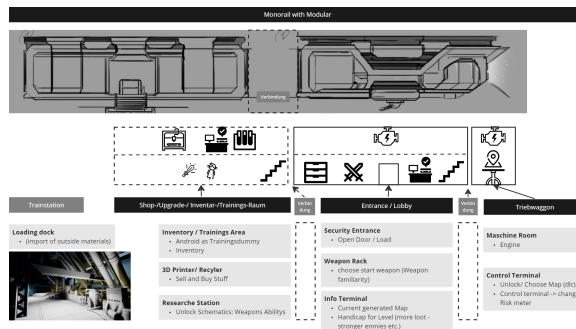 Monorail with Modular
Verbindung
Trainstation
Shop-/Upgrade-/ Inventar-/Trainings-Raum
Verbin
dung
Entrance / Lobby
Verbin
dung
Triebwaggon
Loading dock
• (import of outside materials)
Inventory / Trainings Area
• Android as Trainingsdummy
• Inventory
3D Printer/ Recyler
• Sell and Buy Stuff
Researche Station
• Unlock Schematics: Weapons Abilitys
Security Entrance
• Open Door / Load
Weapon Rack
• choose start weapon (Weapon
familiarity)
Info Terminal
• Current generated Map
• Handicap for Level (more loot -
stronger ennies etc.)
Maschine Room
• Engine
Control Terminal
• Unlock/ Choose Map (dlc)
• Control terminal -> chang
Risk meter